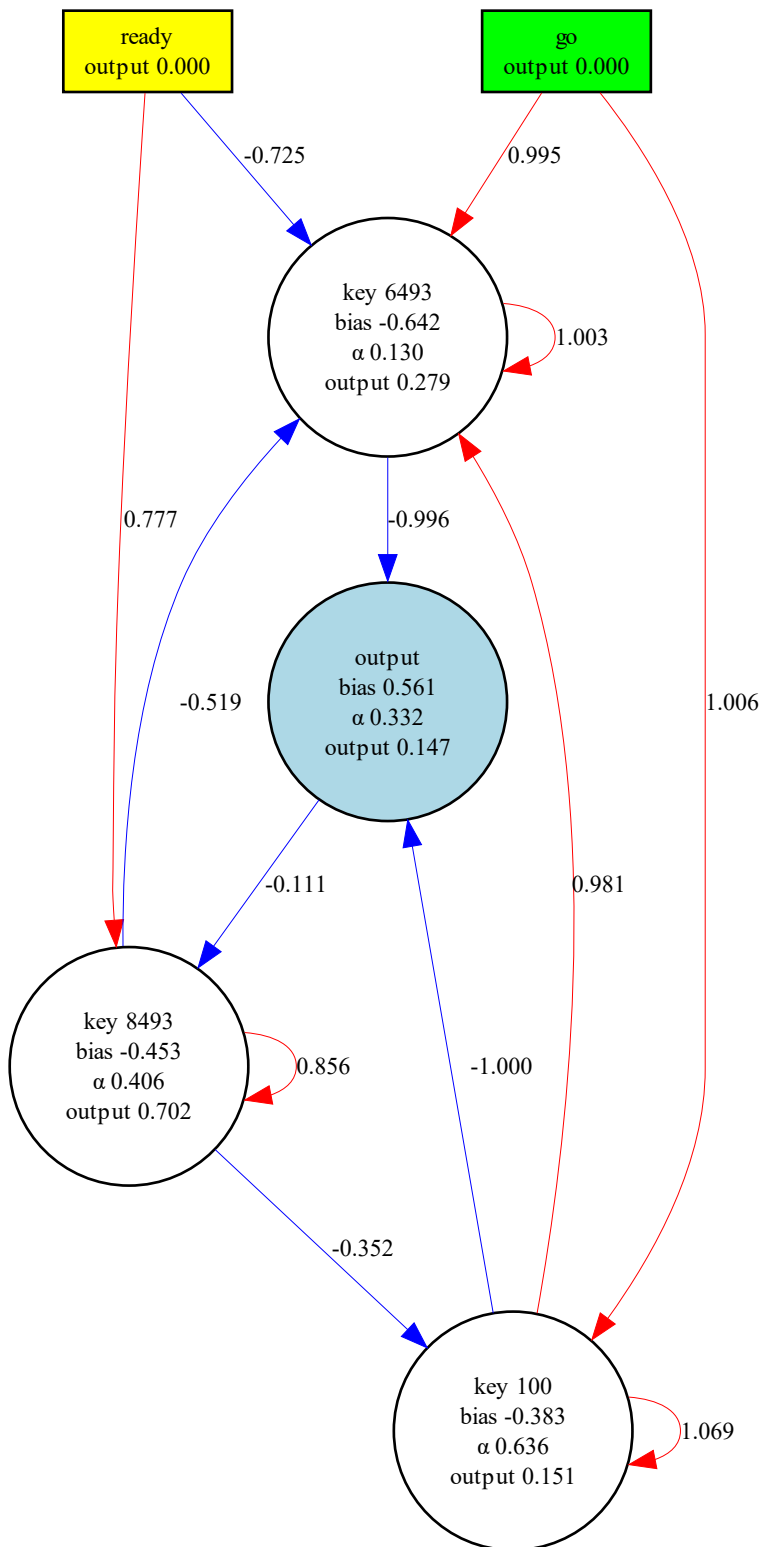 ready
output 0.000
go
output 0.000
-0.725
0.995
key 6493
bias -0.642
α 0.130
output 0.279
1.003
0.777
-0.996
-0.519
output
bias 0.561
α 0.332
output 0.147
1.006
-0.111
0.981
key 8493
bias -0.453
α 0.406
output 0.702
0.856
-1.000
-0.352
key 100
bias -0.383
α 0.636
output 0.151
1.069